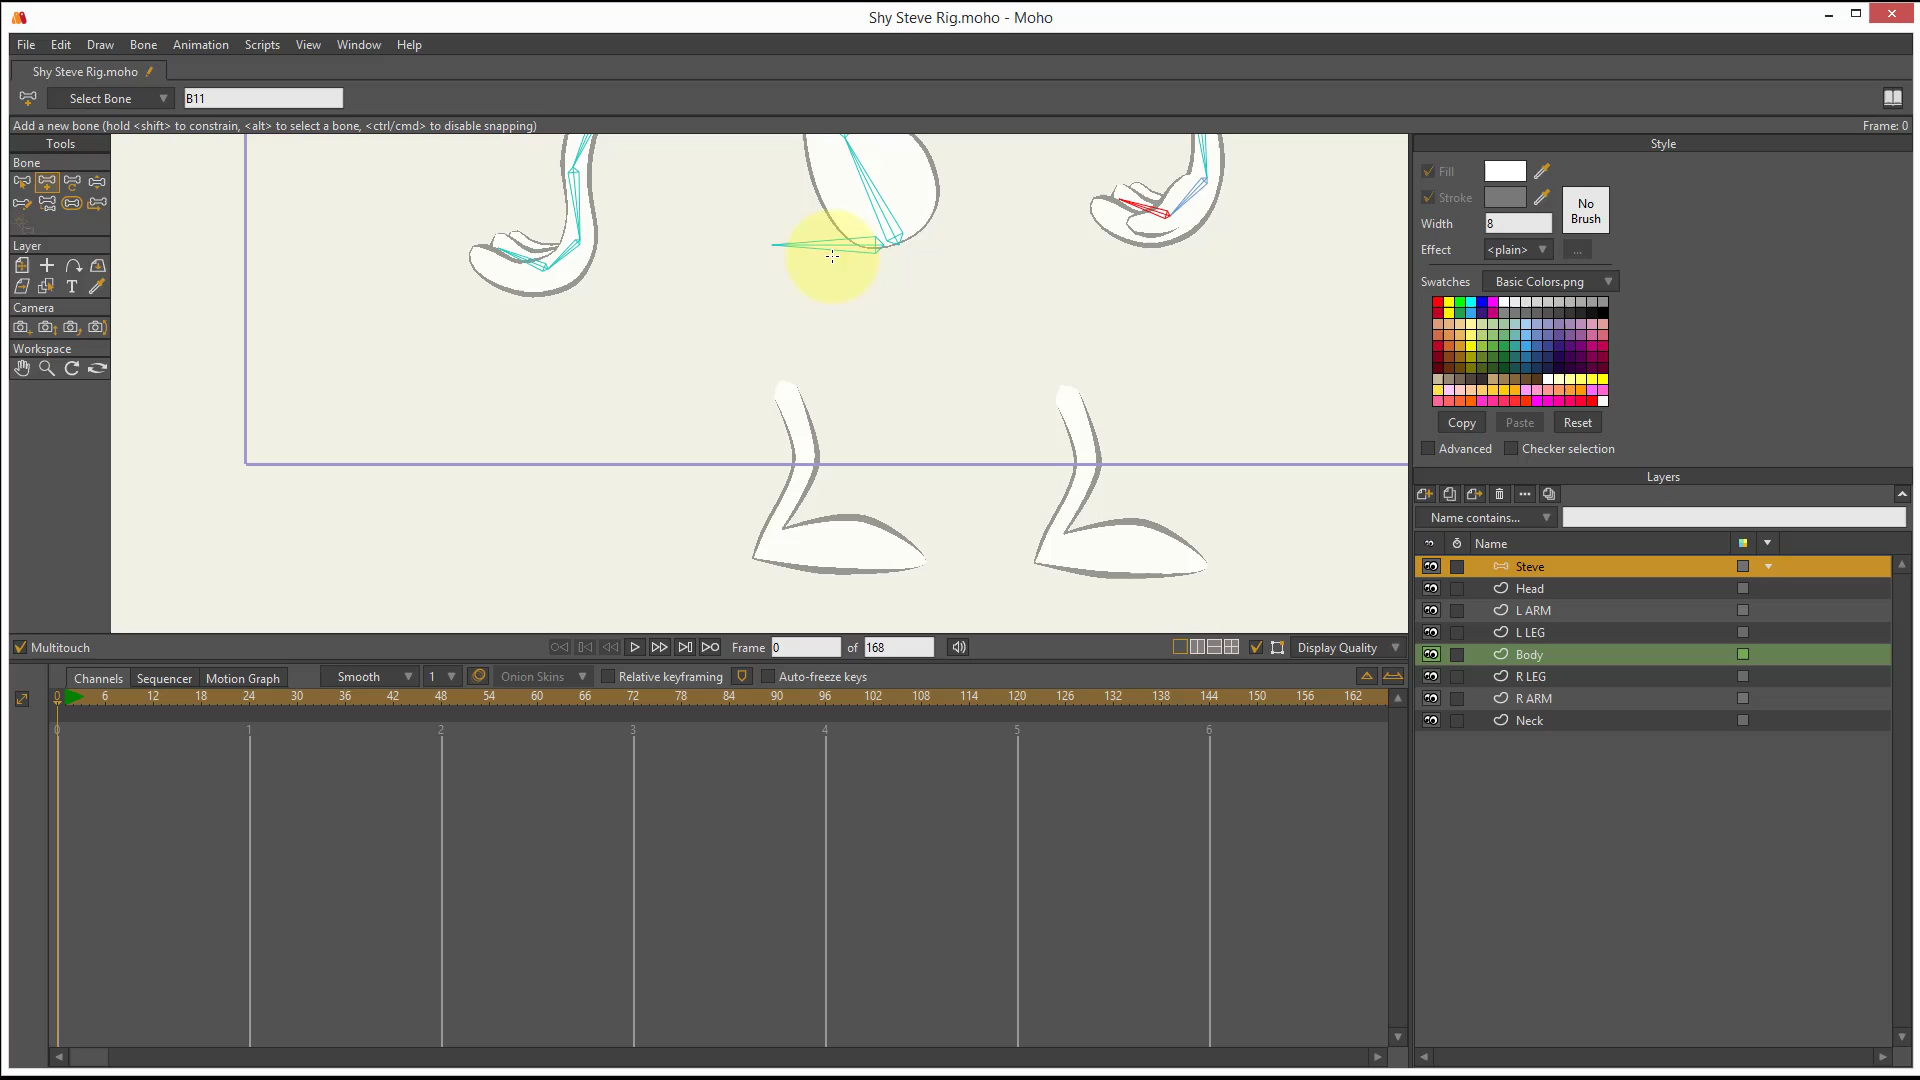 Shy Steve Rig.moho - Moho
File Edit Draw Bone Animation Scripts View Window Help
Shy Steve Rig.moho
Select Bone B11
Add a new bone (hold <shift> to constrain, <alt> to select a bone, <ctrl/cmd> to disable snapping) Frame: 0
Tools
Bone
Layer
T
Camera
Workspace
Style
Fill
Stroke
No Brush
Width 8
Effect <plain> ...
Swatches Basic Colors.png
Copy Paste Reset
Advanced Checker selection
Layers
Name contains...
Name
Steve
Head
L ARM
L LEG
Body
R LEG
R ARM
Neck
Multitouch Frame 0 of 168 Display Quality
Channels Sequencer Motion Graph Smooth 1 Onion Skins Relative keyframing Auto-freeze keys
0 6 12 18 24 30 36 42 48 54 60 66 72 78 84 90 96 102 108 114 120 126 132 138 144 150 156 162
0 1 2 3 4 5 6